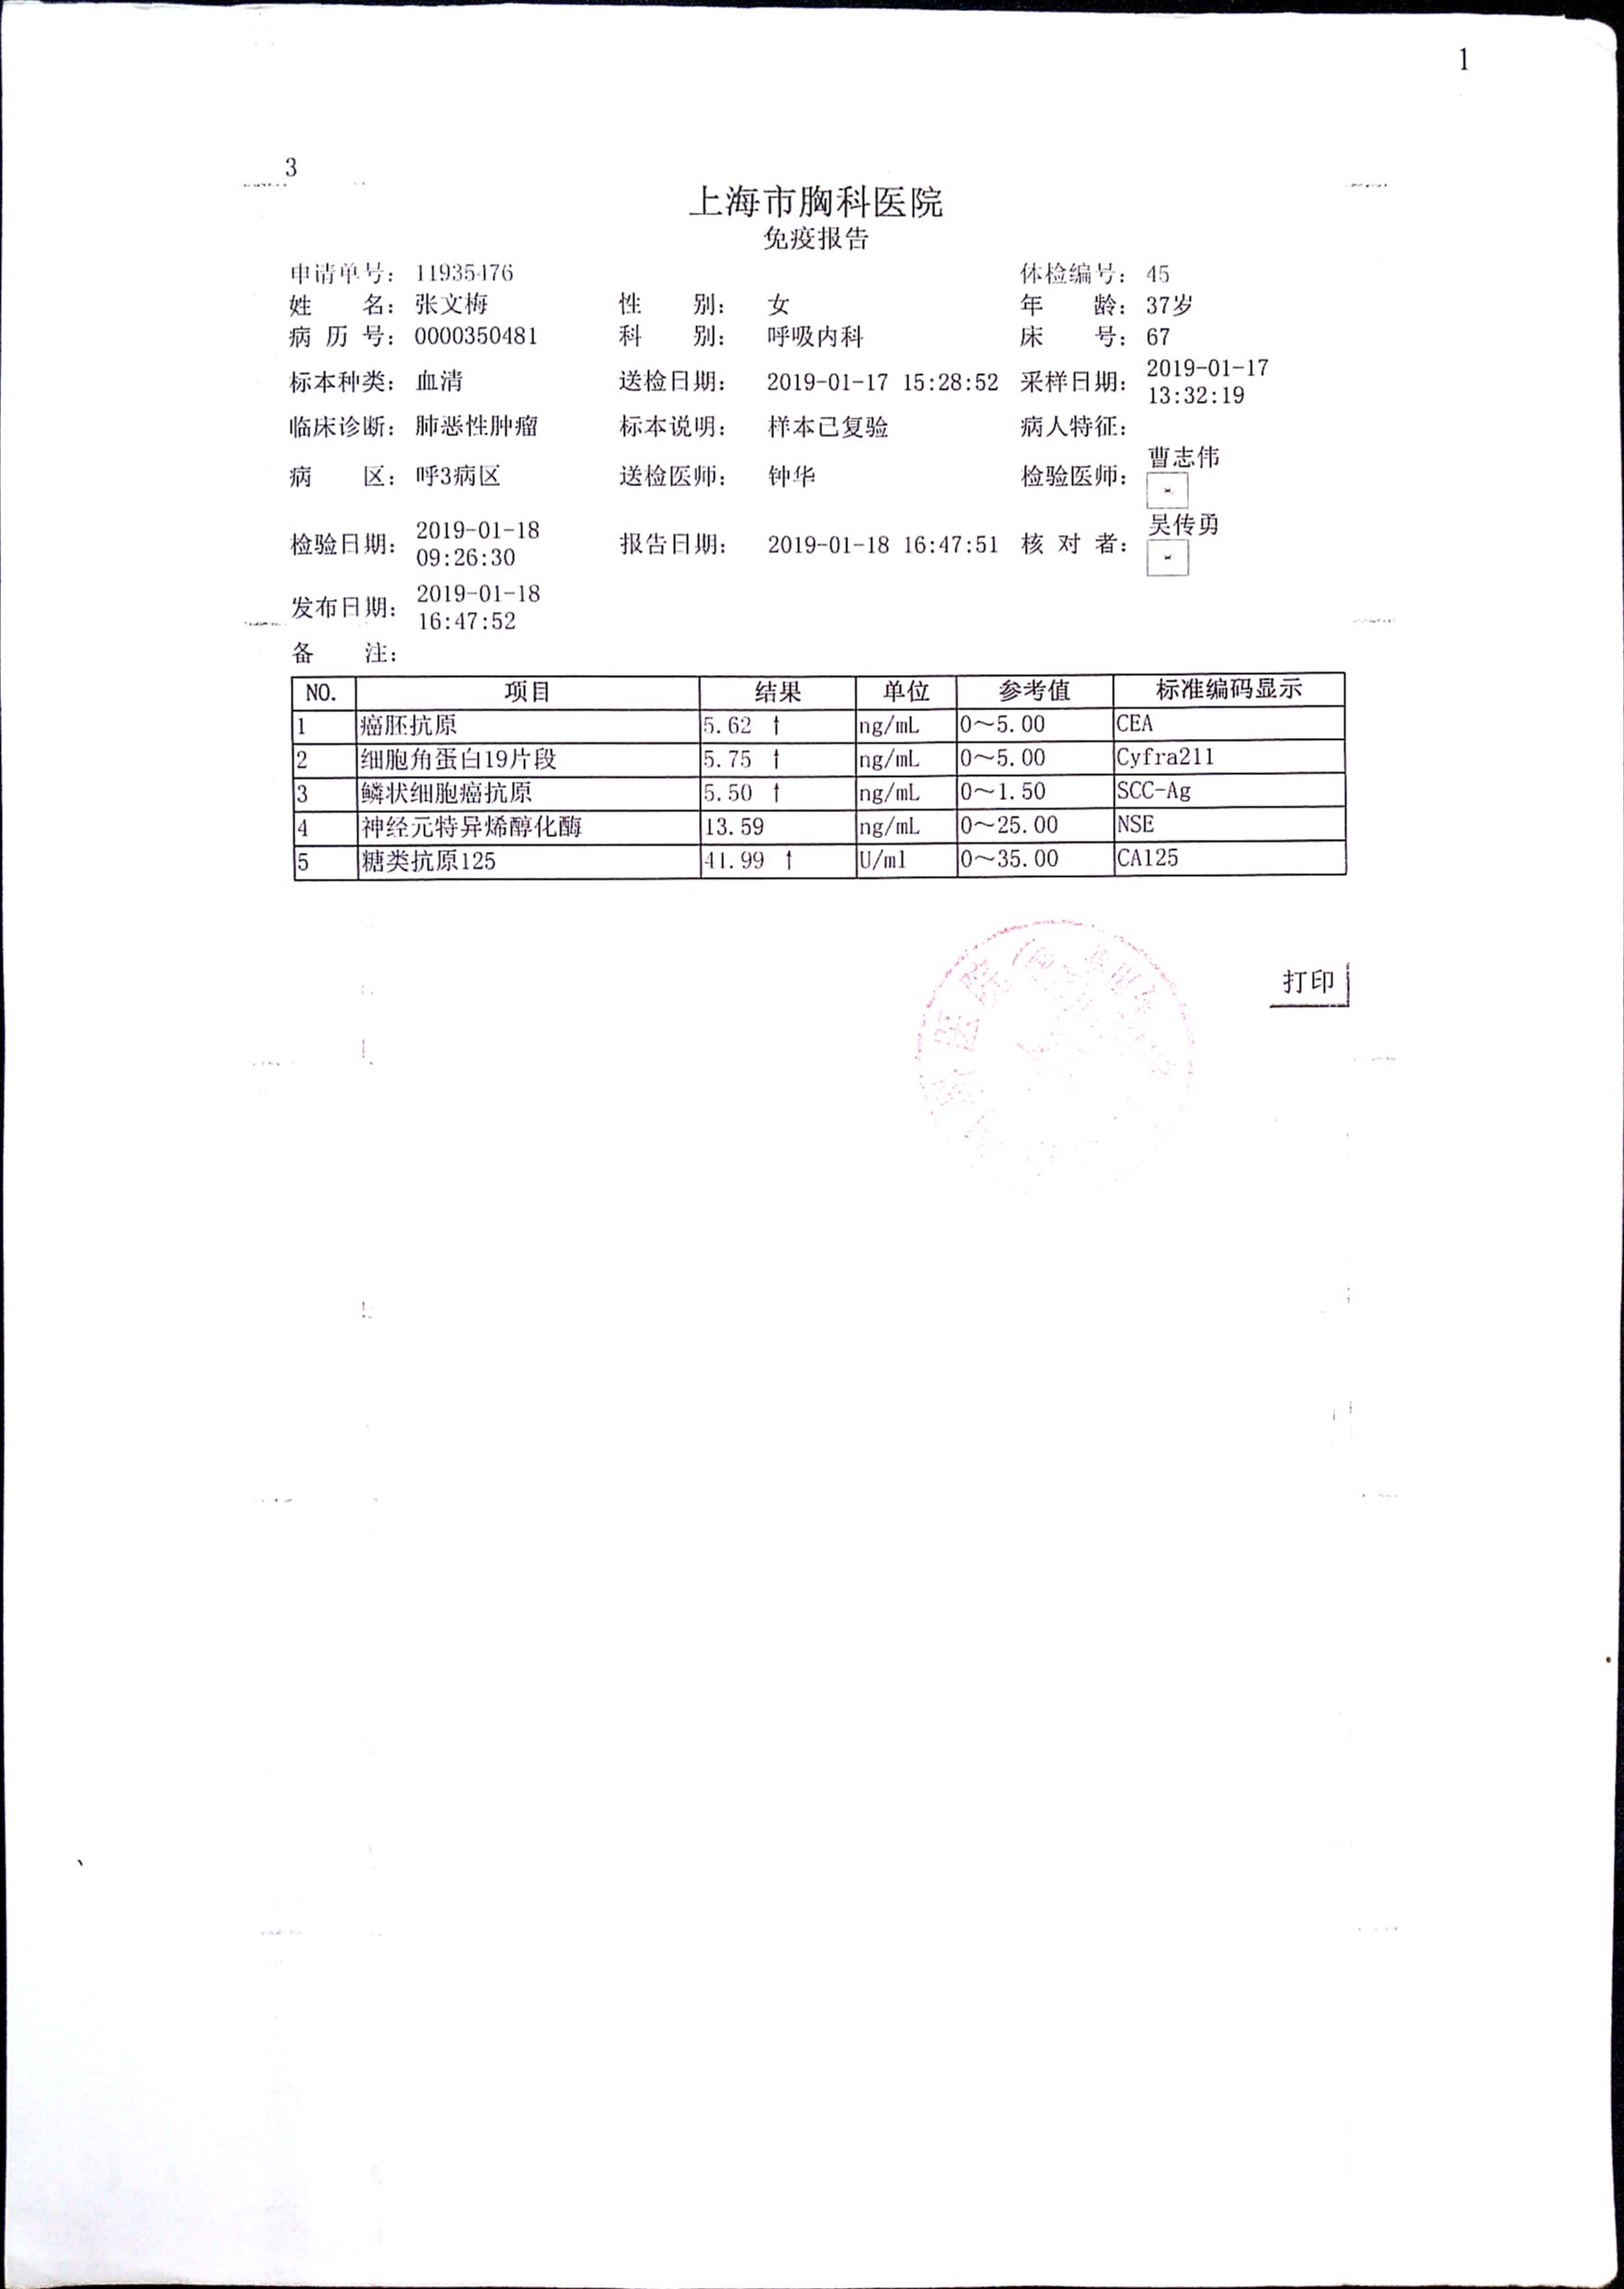 1
3
上海市胸科医院
免疫报告
申请单号： 11935476 体检编号： 45
姓 名： 张文梅 性 别： 女 年 龄： 37岁
病 历 号： 0000350481 科 别： 呼吸内科 床 号： 67
标本种类： 血清 送检日期： 2019-01-17 15:28:52 采样日期： 2019-01-17
13:32:19
临床诊断： 肺恶性肿瘤 标本说明： 样本已复验 病人特征：
病 区： 呼3病区 送检医师： 钟华 检验医师： 曹志伟
检验日期： 2019-01-18
09:26:30 报告日期： 2019-01-18 16:47:51 核 对 者： 吴传勇
发布日期： 2019-01-18
16:47:52
备 注：
NO. 项目 结果 单位 参考值 标准编码显示
1 癌胚抗原 5.62 ↑ ng/mL 0～5.00 CEA
2 细胞角蛋白19片段 5.75 ↑ ng/mL 0～5.00 Cyfra211
3 鳞状细胞癌抗原 5.50 ↑ ng/mL 0～1.50 SCC-Ag
4 神经元特异烯醇化酶 13.59 ng/mL 0～25.00 NSE
5 糖类抗原125 41.99 ↑ U/ml 0～35.00 CA125
医院
打印